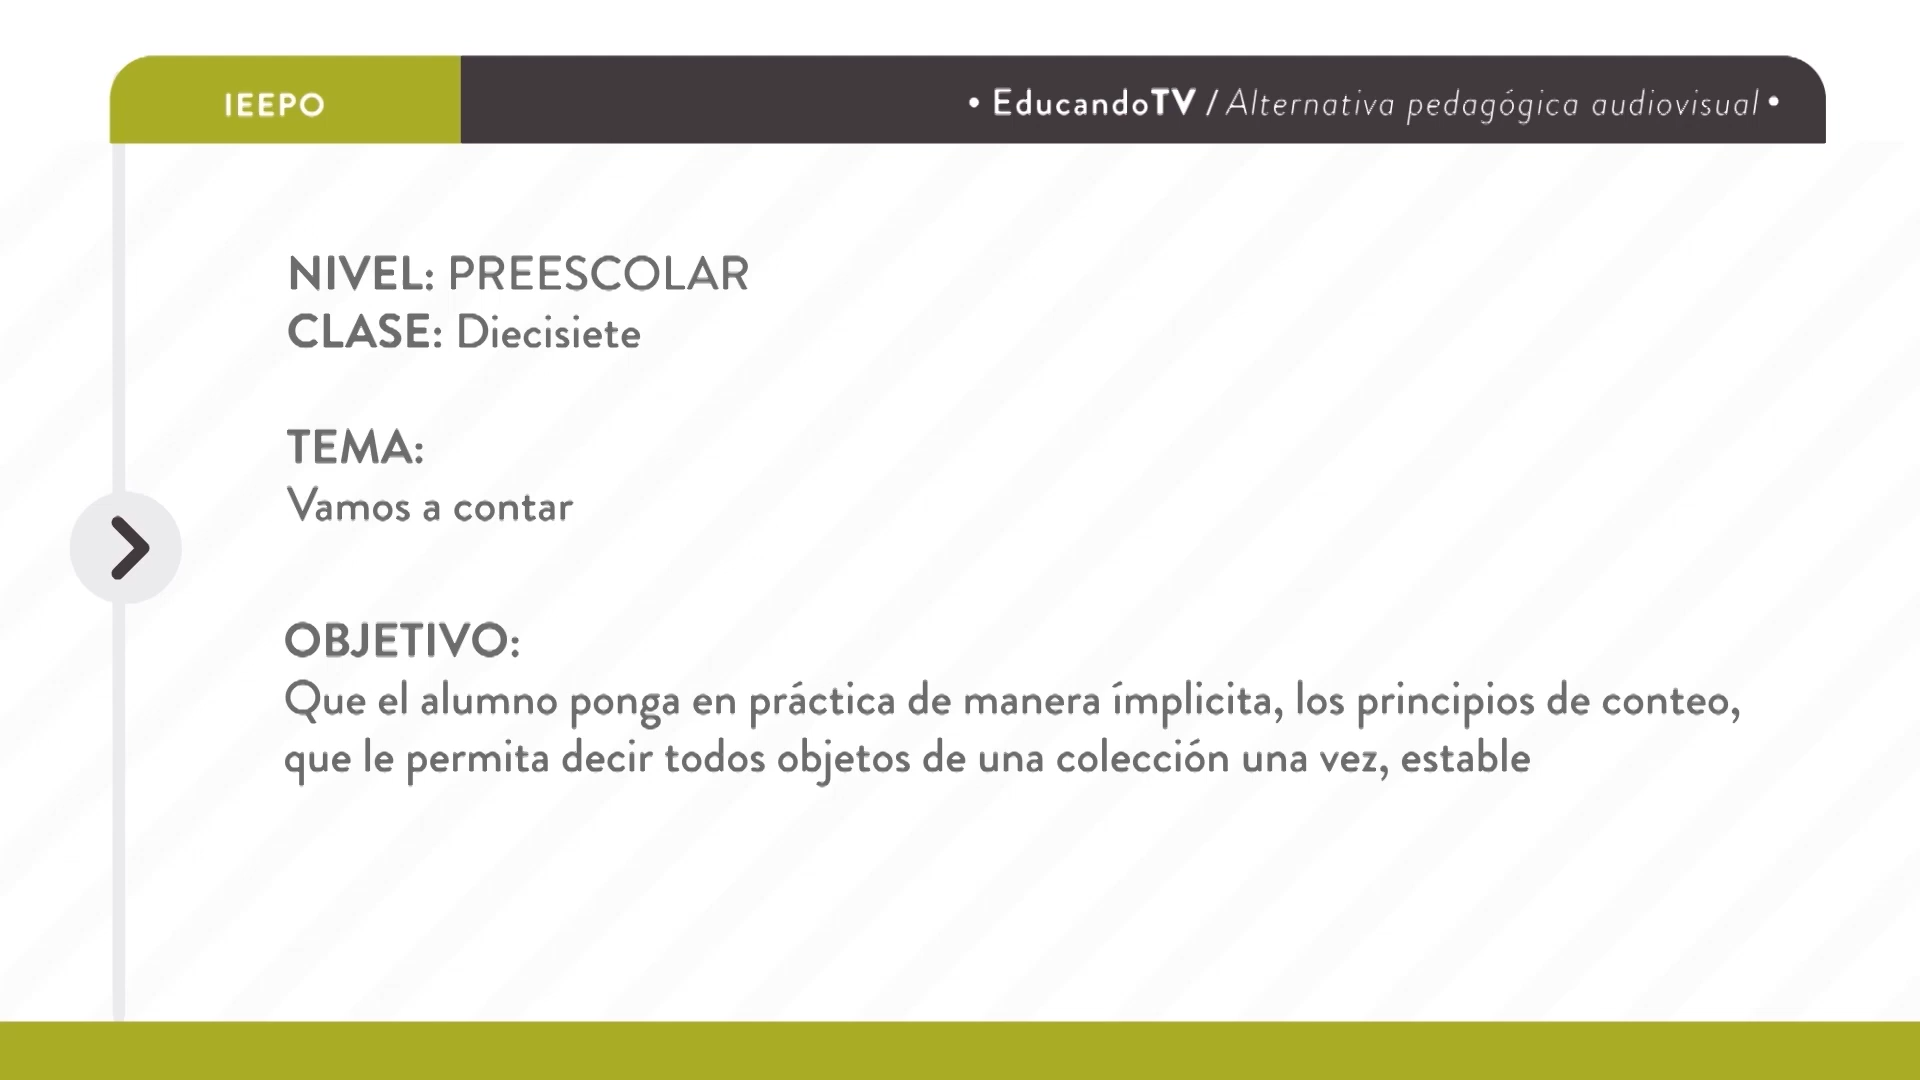 IEEPO
• EducandoTV / Alternativa pedagógica audiovisual •
NIVEL: PREESCOLAR
CLASE: Diecisiete
TEMA:
Vamos a contar
OBJETIVO:
Que el alumno ponga en práctica de manera ímplicita, los principios de conteo,
que le permita decir todos objetos de una colección una vez, estable